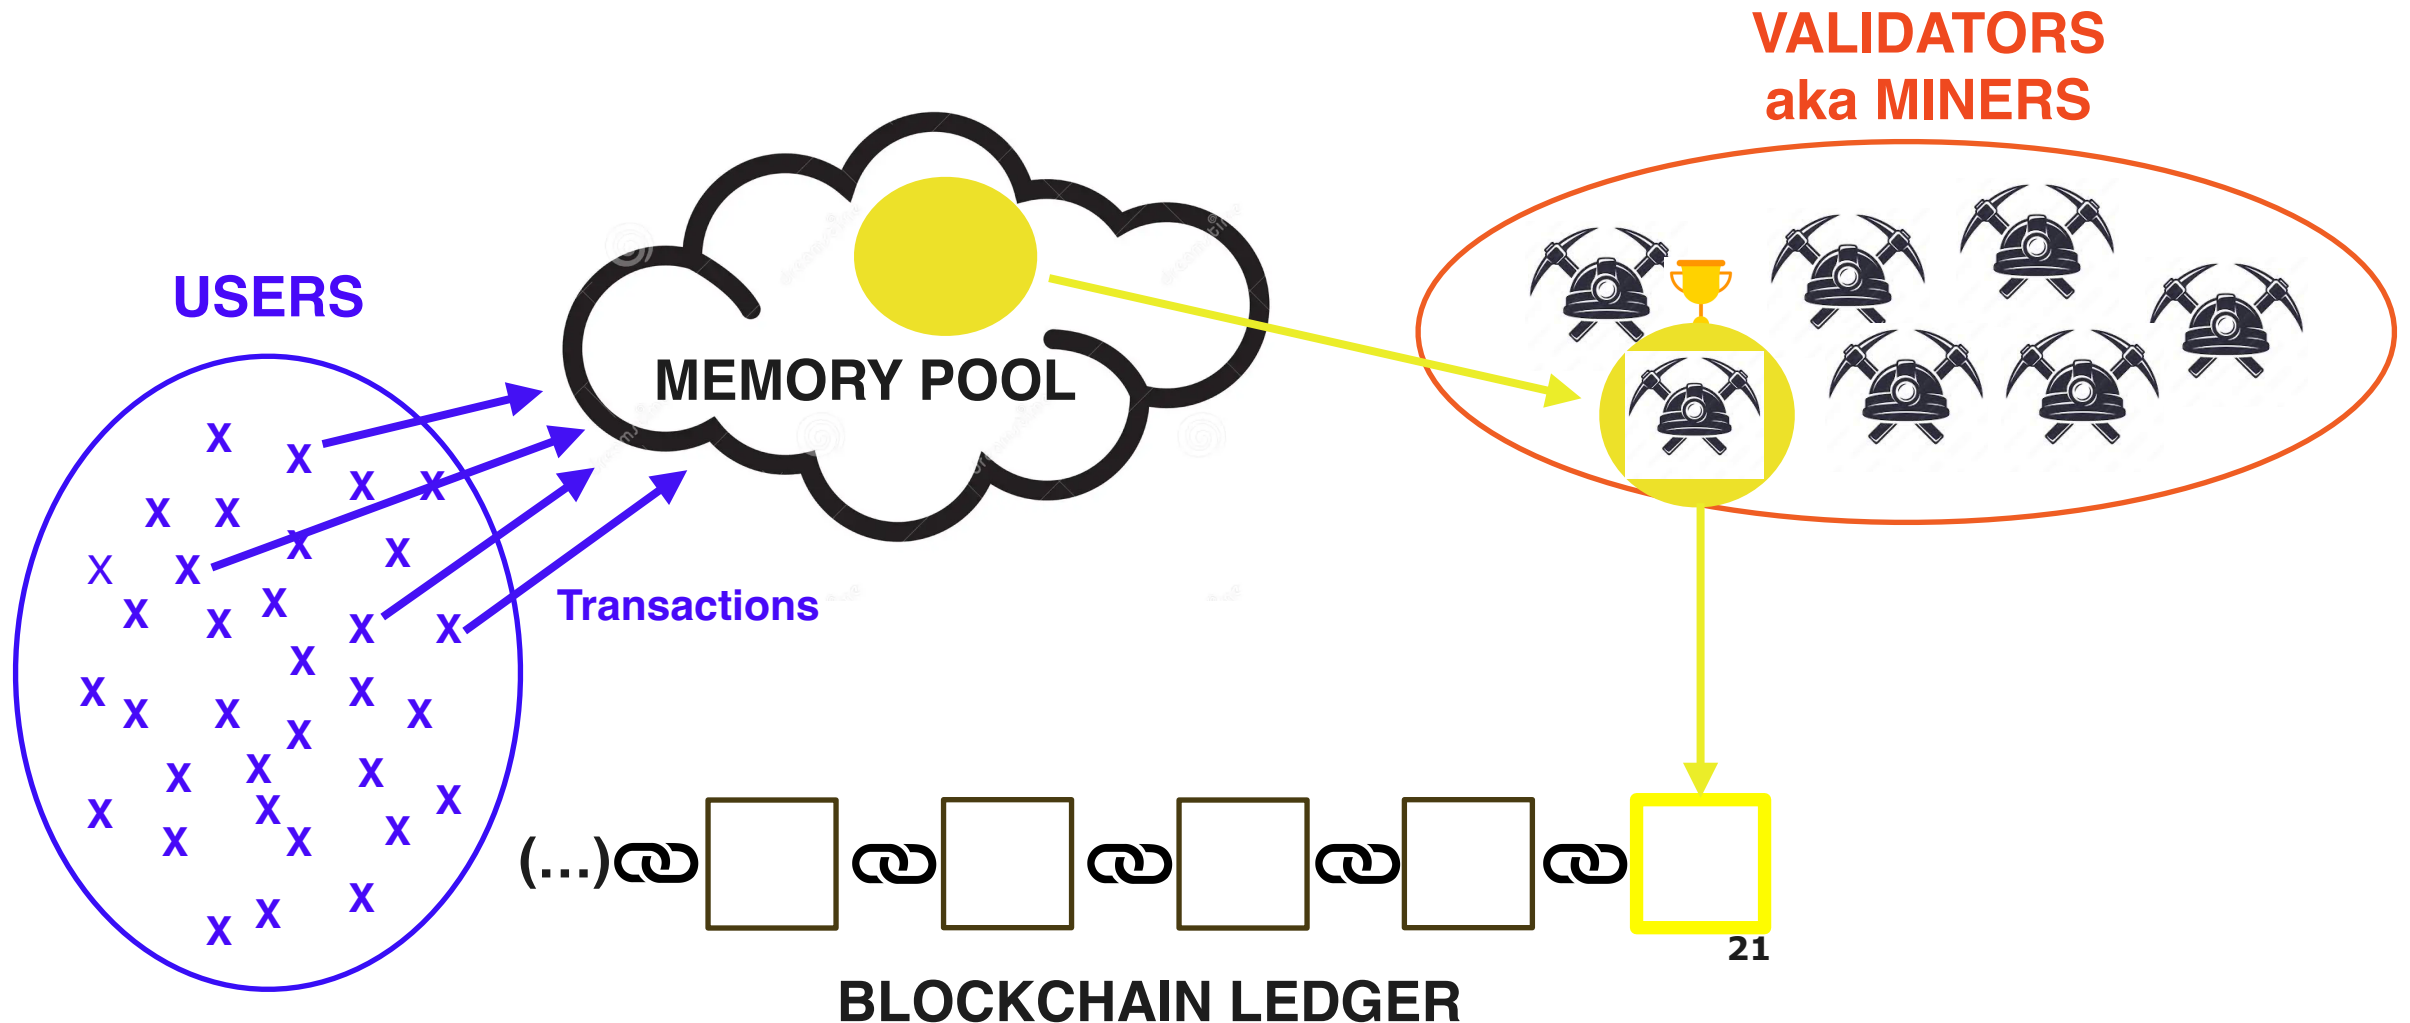 VALIDATORS
aka MINERS
USERS
MEMORY POOL
Transactions
X X X X X X X X X X X X X X X X X X X X X X X X X X X X X X X X X X
(...)
21
BLOCKCHAIN LEDGER